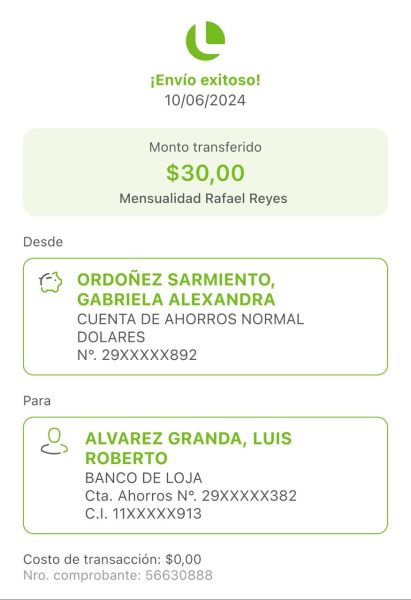 ¡Envío exitoso!
10/06/2024
Monto transferido
$30,00
Mensualidad Rafael Reyes
Desde
ORDOÑEZ SARMIENTO,
GABRIELA ALEXANDRA
CUENTA DE AHORROS NORMAL
DOLARES
N°. 29XXXXX892
Para
ALVAREZ GRANDA, LUIS
ROBERTO
BANCO DE LOJA
Cta. Ahorros N°. 29XXXXX382
C.I. 11XXXXX913
Costo de transacción: $0,00
Nro. comprobante: 56630888